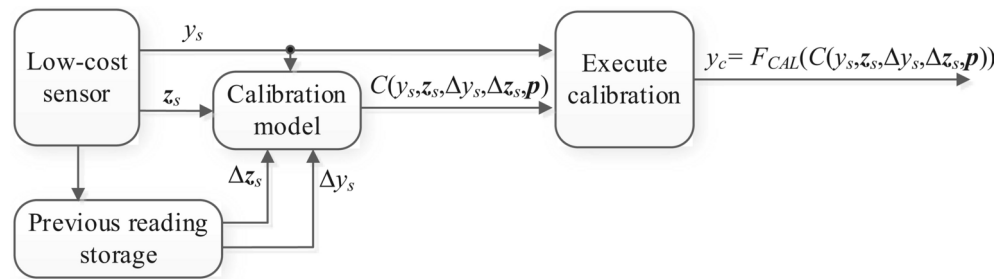 y_s
Low-cost
sensor
z_s
Calibration
model
C(y_s,z_s,Δy_s,Δz_s,p)
Execute
calibration
y_c= F_CAL(C(y_s,z_s,Δy_s,Δz_s,p))
Δz_s
Δy_s
Previous reading
storage